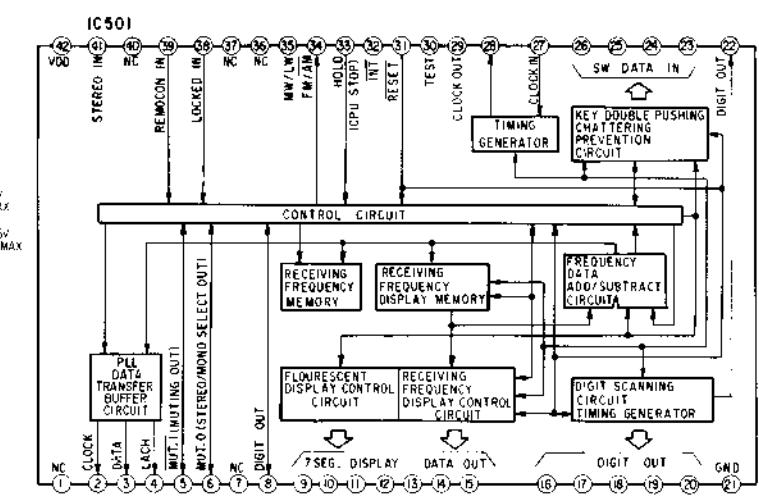 IC501
42 41 40 39 38 37 36 35 34 33 32 31 30 29 28 27 26 25 24 23 22
VDD
STEREO IN
NC
REMOCON IN
LOCKED IN
NC
NC
MW/LW
FM/AM
HOLD
(CPU STOP)
INT
RESET
TEST
CLOCK OUT
CLOCK IN
SW DATA IN
DIGIT OUT
TIMING
GENERATOR
KEY DOUBLE PUSHING
CHATTERING
PREVENTION
CIRCUIT
MAX
CONTROL CIRCUIT
RECEIVING
FREQUENCY
MEMORY
RECEIVING
FREQUENCY
DISPLAY MEMORY
FREQUENCY
DATA
ADD/SUBTRACT
CIRCUITA
PLL
DATA
TRANSFER
BUFFER
CIRCUIT
FLOURESCENT
DISPLAY CONTROL
CIRCUIT
RECEIVING
FREQUENCY
DISPLAY CONTROL
CIRCUIT
DIGIT SCANNING
CIRCUIT
TIMING GENERATOR
NC
CLOCK
DATA
LACH
MUT.I (MUTING OUT)
MUT.O (STEREO/MONO SELECT OUT)
NC
DIGIT OUT
7SEG. DISPLAY
DATA OUT
DIGIT OUT
GND
1 2 3 4 5 6 7 8 9 10 11 12 13 14 15 16 17 18 19 20 21